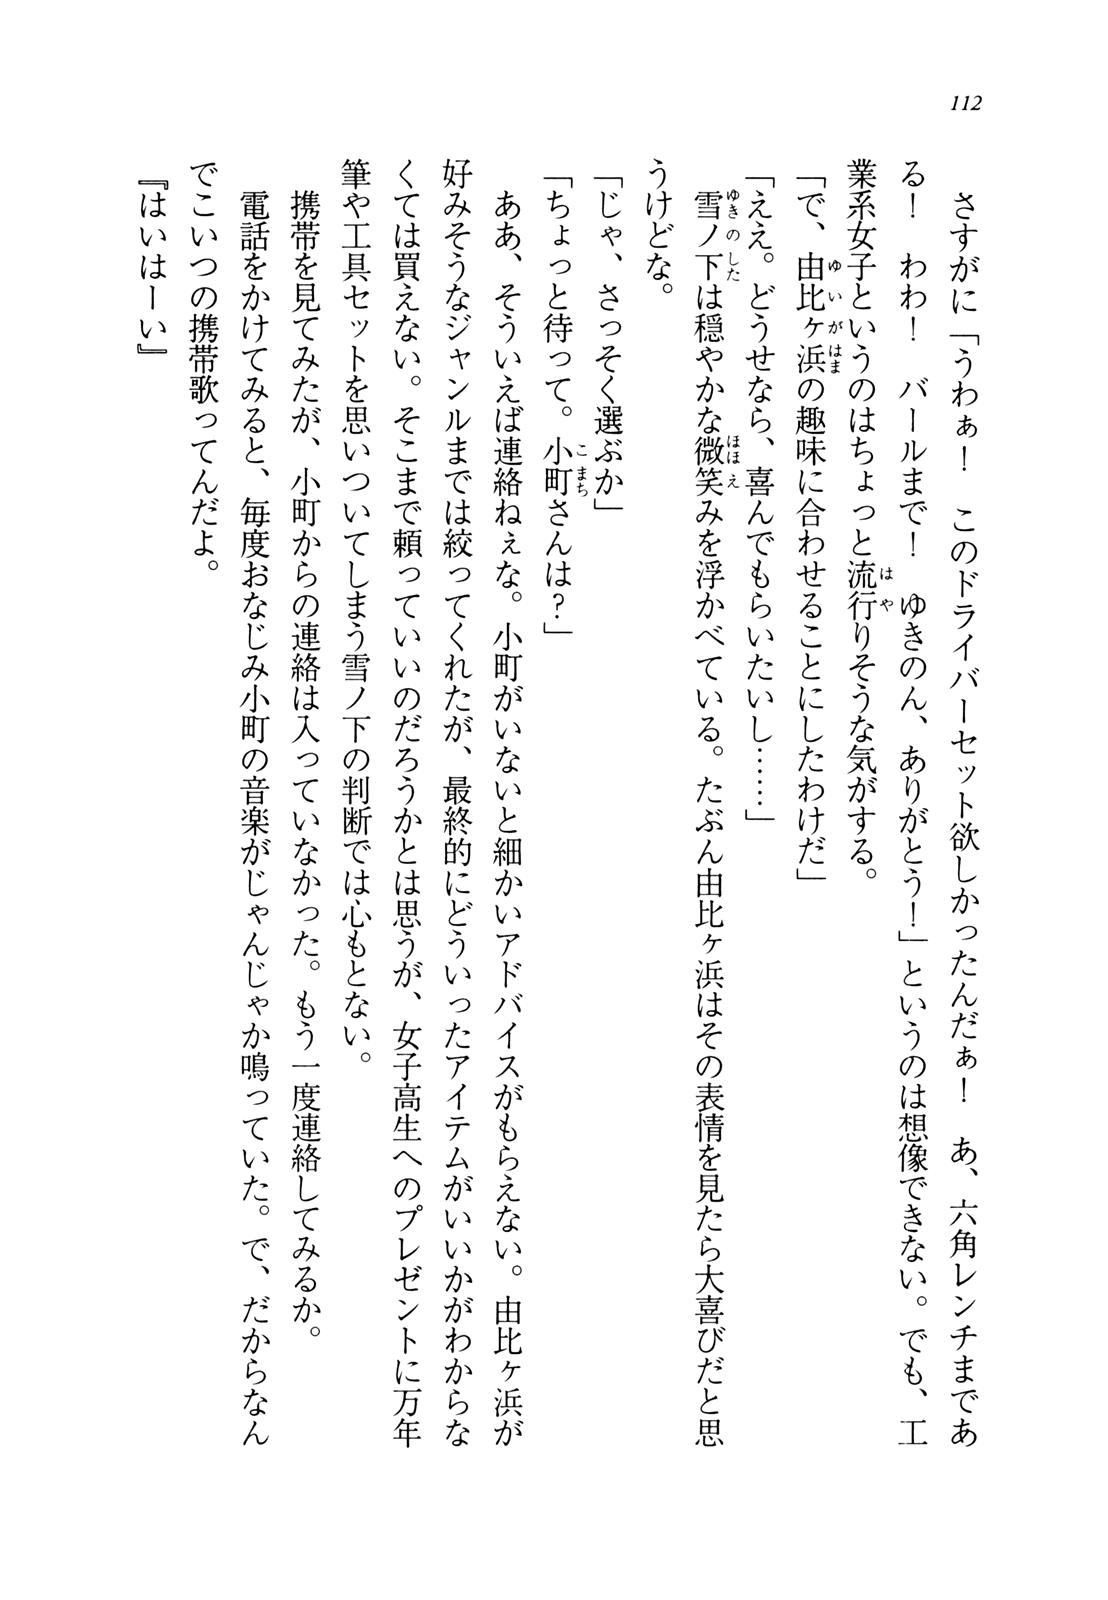 112
さすがに「うわぁ！　このドライバーセット欲しかったんだぁ！　あ、六角レンチまであ
る！　わわ！　バールまで！　ゆきのん、ありがとう！」というのは想像できない。でも、工
業系女子というのはちょっと流行りそうな気がする。
「で、由比ヶ浜の趣味に合わせることにしたわけだ」
「ええ。どうせなら、喜んでもらいたいし……」
雪ノ下は穏やかな微笑みを浮かべている。たぶん由比ヶ浜はその表情を見たら大喜びだと思
うけどな。
「じゃ、さっそく選ぶか」
「ちょっと待って。小町さんは？」
ああ、そういえば連絡ねぇな。小町がいないと細かいアドバイスがもらえない。由比ヶ浜が
好みそうなジャンルまでは絞ってくれたが、最終的にどういったアイテムがいいかがわからな
くては買えない。そこまで頼っていいのだろうかとは思うが、女子高生へのプレゼントに万年
筆や工具セットを思いついてしまう雪ノ下の判断では心もとない。
携帯を見てみたが、小町からの連絡は入っていなかった。もう一度連絡してみるか。
電話をかけてみると、毎度おなじみ小町の音楽がじゃんじゃか鳴っていた。で、だからなん
でこいつの携帯歌ってんだよ。
『はいはーい』